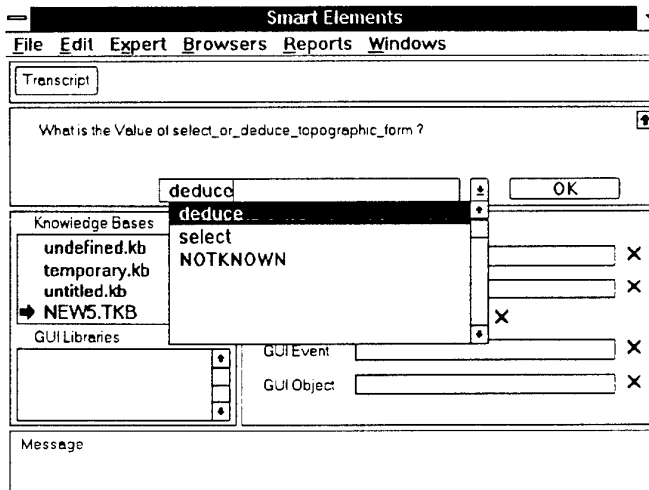 Smart Elements
File Edit Expert Browsers Reports Windows
Transcript
What is the Value of select_or_deduce_topographic_form ?
deduce
OK
deduce
select
NOTKNOWN
Knowledge Bases
undefined.kb
temporary.kb
untitled.kb
NEW5.TKB
GUI Libraries
GUI Event
GUI Object
Message